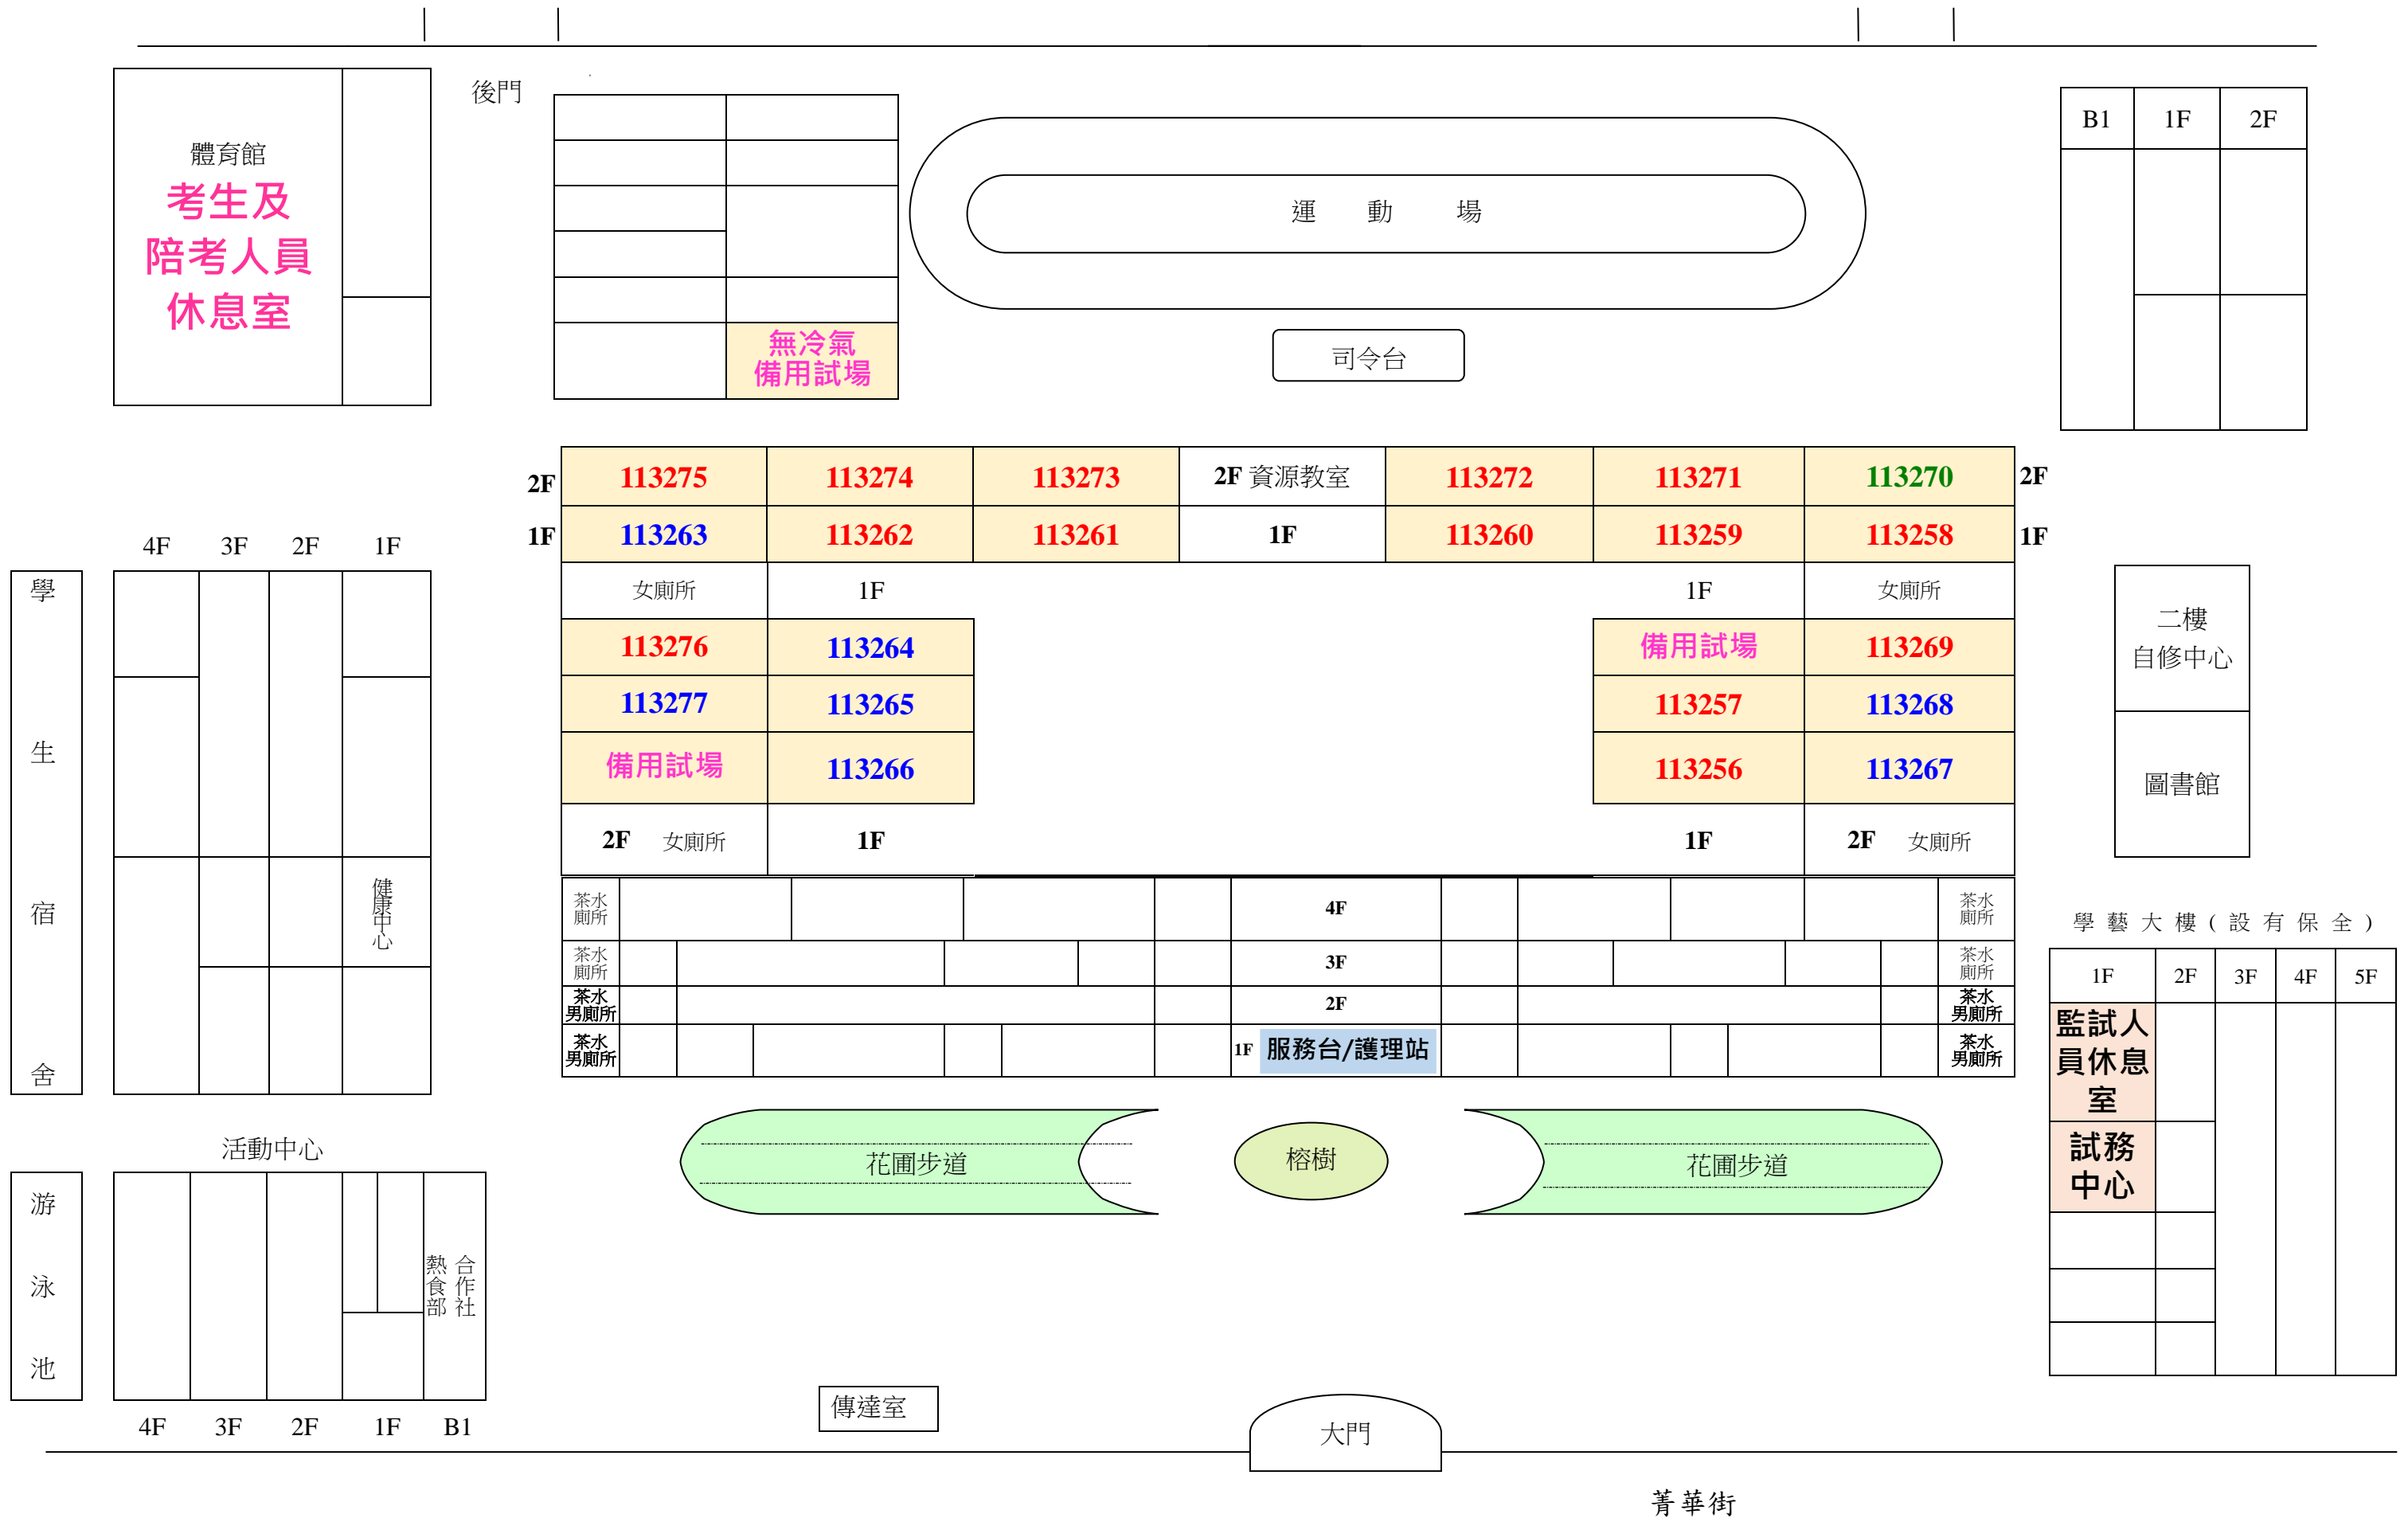 後門
體育館
考生及
陪考人員
休息室
無冷氣
備用試場
運 動 場
司令台
B1 1F 2F
2F 113275 113274 113273 2F 資源教室 113272 113271 113270 2F
1F 113263 113262 113261 1F 113260 113259 113258 1F
女廁所 1F 1F 女廁所
113276 113264 備用試場 113269
113277 113265 113257 113268
備用試場 113266 113256 113267
2F 女廁所 1F 1F 2F 女廁所
4F 3F 2F 1F
學生宿舍
健康中心
二樓
自修中心
圖書館
茶水
廁所
4F
茶水
廁所
茶水
廁所
3F
茶水
廁所
茶水
男廁所
2F
茶水
男廁所
茶水
男廁所
1F 服務台/護理站
茶水
男廁所
學藝大樓(設有保全)
1F 2F 3F 4F 5F
監試人
員休息
室
試務
中心
花圃步道
榕樹
花圃步道
活動中心
游泳池
合作社
熱食部
4F 3F 2F 1F B1
傳達室
大門
菁華街